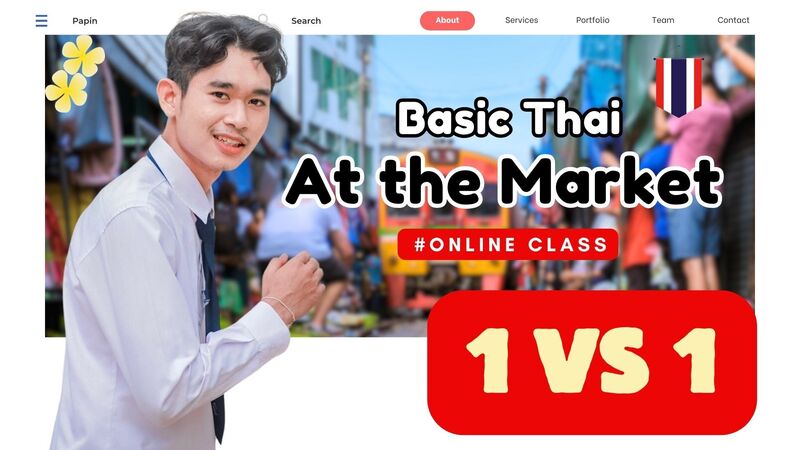 Papin
Search
About
Services
Portfolio
Team
Contact
Basic Thai
At the Market
#ONLINE CLASS
1 VS 1